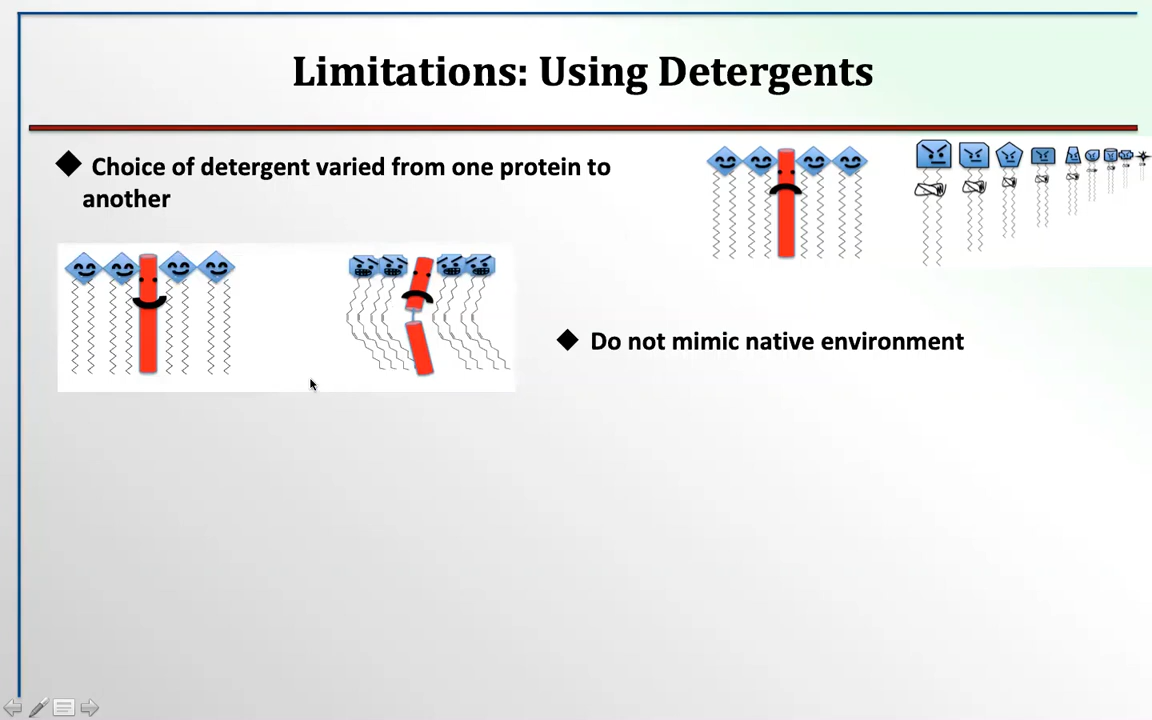 Limitations: Using Detergents
Choice of detergent varied from one protein to
another
Do not mimic native environment